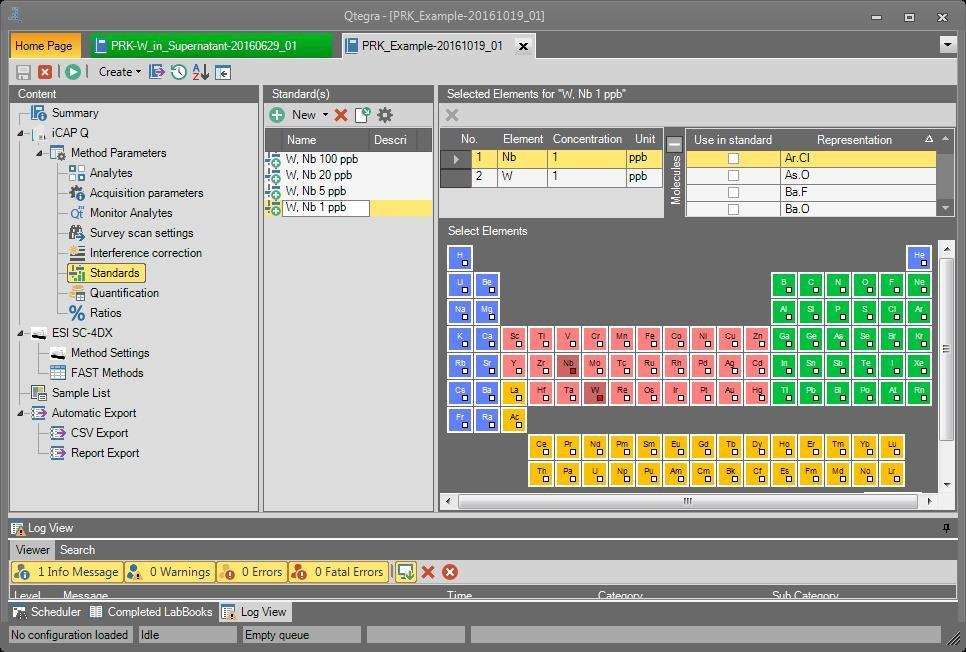 Qtegra - [PRK_Example-20161019_01]
Home Page PRK-W_in_Supernatant-20160629_01 PRK_Example-20161019_01
Create
Content
Summary
iCAP Q
Method Parameters
Analytes
Acquisition parameters
Monitor Analytes
Survey scan settings
Interference correction
Standards
Quantification
Ratios
ESI SC-4DX
Method Settings
FAST Methods
Sample List
Automatic Export
CSV Export
Report Export
Standard(s)
New
Name Descri
W, Nb 100 ppb
W, Nb 20 ppb
W, Nb 5 ppb
W, Nb 1 ppb
Selected Elements for "W, Nb 1 ppb"
No. Element Concentration Unit
1 Nb 1 ppb
2 W 1 ppb
Molecules
Use in standard Representation
Ar.Cl
As.O
Ba.F
Ba.O
Select Elements
H He
Li Be B C N O F Ne
Na Mg Al Si P S Cl Ar
K Ca Sc Ti V Cr Mn Fe Co Ni Cu Zn Ga Ge As Se Br Kr
Rb Sr Y Zr Nb Mo Tc Ru Rh Pd Ag Cd In Sn Sb Te I Xe
Cs Ba La Hf Ta W Re Os Ir Pt Au Hg Tl Pb Bi Po At Rn
Fr Ra Ac
Ce Pr Nd Pm Sm Eu Gd Tb Dy Ho Er Tm Yb Lu
Th Pa U Np Pu Am Cm Bk Cf Es Fm Md No Lr
Log View
Viewer Search
1 Info Message 0 Warnings 0 Errors 0 Fatal Errors
Level Message Time Category Sub Category
Scheduler Completed LabBooks Log View
No configuration loaded Idle Empty queue